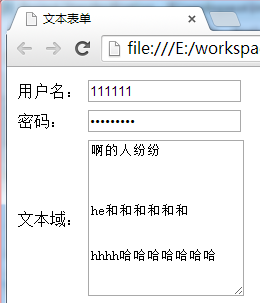 文本表单
file:///E:/workspa
用户名： 111111
密码： •••••••••
文本域：
啊的人纷纷
he和和和和和和
hhhh哈哈哈哈哈哈哈